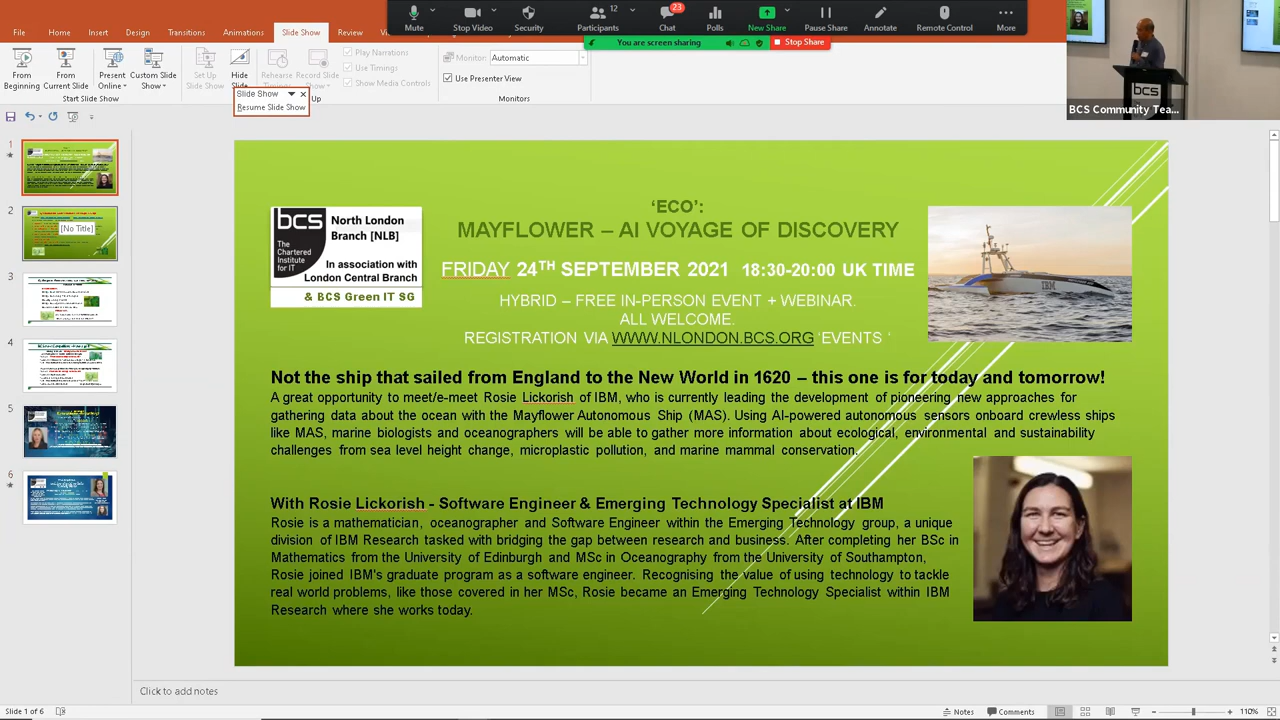 Mute
Stop Video
Security
12
Participants
23
Chat
Polls
New Share
Pause Share
Annotate
Remote Control
More
You are screen sharing
Stop Share
File
Home
Insert
Design
Transitions
Animations
Slide Show
Review
From Beginning
From Current Slide
Present Online
Custom Slide Show
Start Slide Show
Set Up Slide Show
Hide Slide
Rehearse
Record Slide Show
Play Narrations
Use Timings
Show Media Controls
Monitor: Automatic
Use Presenter View
Monitors
Slide Show
Resume Slide Show
bcs
BCS Community Tea...
1
2
[No Title]
3
4
5
6
bcs
The Chartered Institute for IT
North London
Branch [NLB]
In association with
London Central Branch
& BCS Green IT SG
‘ECO’:
MAYFLOWER – AI VOYAGE OF DISCOVERY
FRIDAY 24TH SEPTEMBER 2021 18:30-20:00 UK TIME
HYBRID – FREE IN-PERSON EVENT + WEBINAR.
ALL WELCOME.
REGISTRATION VIA WWW.NLONDON.BCS.ORG ‘EVENTS ’
IBM
Not the ship that sailed from England to the New World in 1620 – this one is for today and tomorrow!
A great opportunity to meet/e-meet Rosie Lickorish of IBM, who is currently leading the development of pioneering new approaches for
gathering data about the ocean with the Mayflower Autonomous Ship (MAS). With AI-powered autonomous sensors onboard crewless ships
like MAS, marine biologists and oceanographers will be able to gather more information about ecological, environmental and sustainability
challenges from sea level height change, microplastic pollution, and marine mammal conservation.
With Rosie Lickorish - Software Engineer & Emerging Technology Specialist at IBM
Rosie is a mathematician, oceanographer and Software Engineer within the Emerging Technology group, a unique
division of IBM Research tasked with bridging the gap between research and business. After completing her BSc in
Mathematics from the University of Edinburgh and MSc in Oceanography from the University of Southampton,
Rosie joined IBM's graduate program as a software engineer. Recognising the value of using technology to tackle
real world problems, like those covered in her MSc, Rosie became an Emerging Technology Specialist within IBM
Research where she works today.
Click to add notes
Slide 1 of 6
Notes
Comments
110%